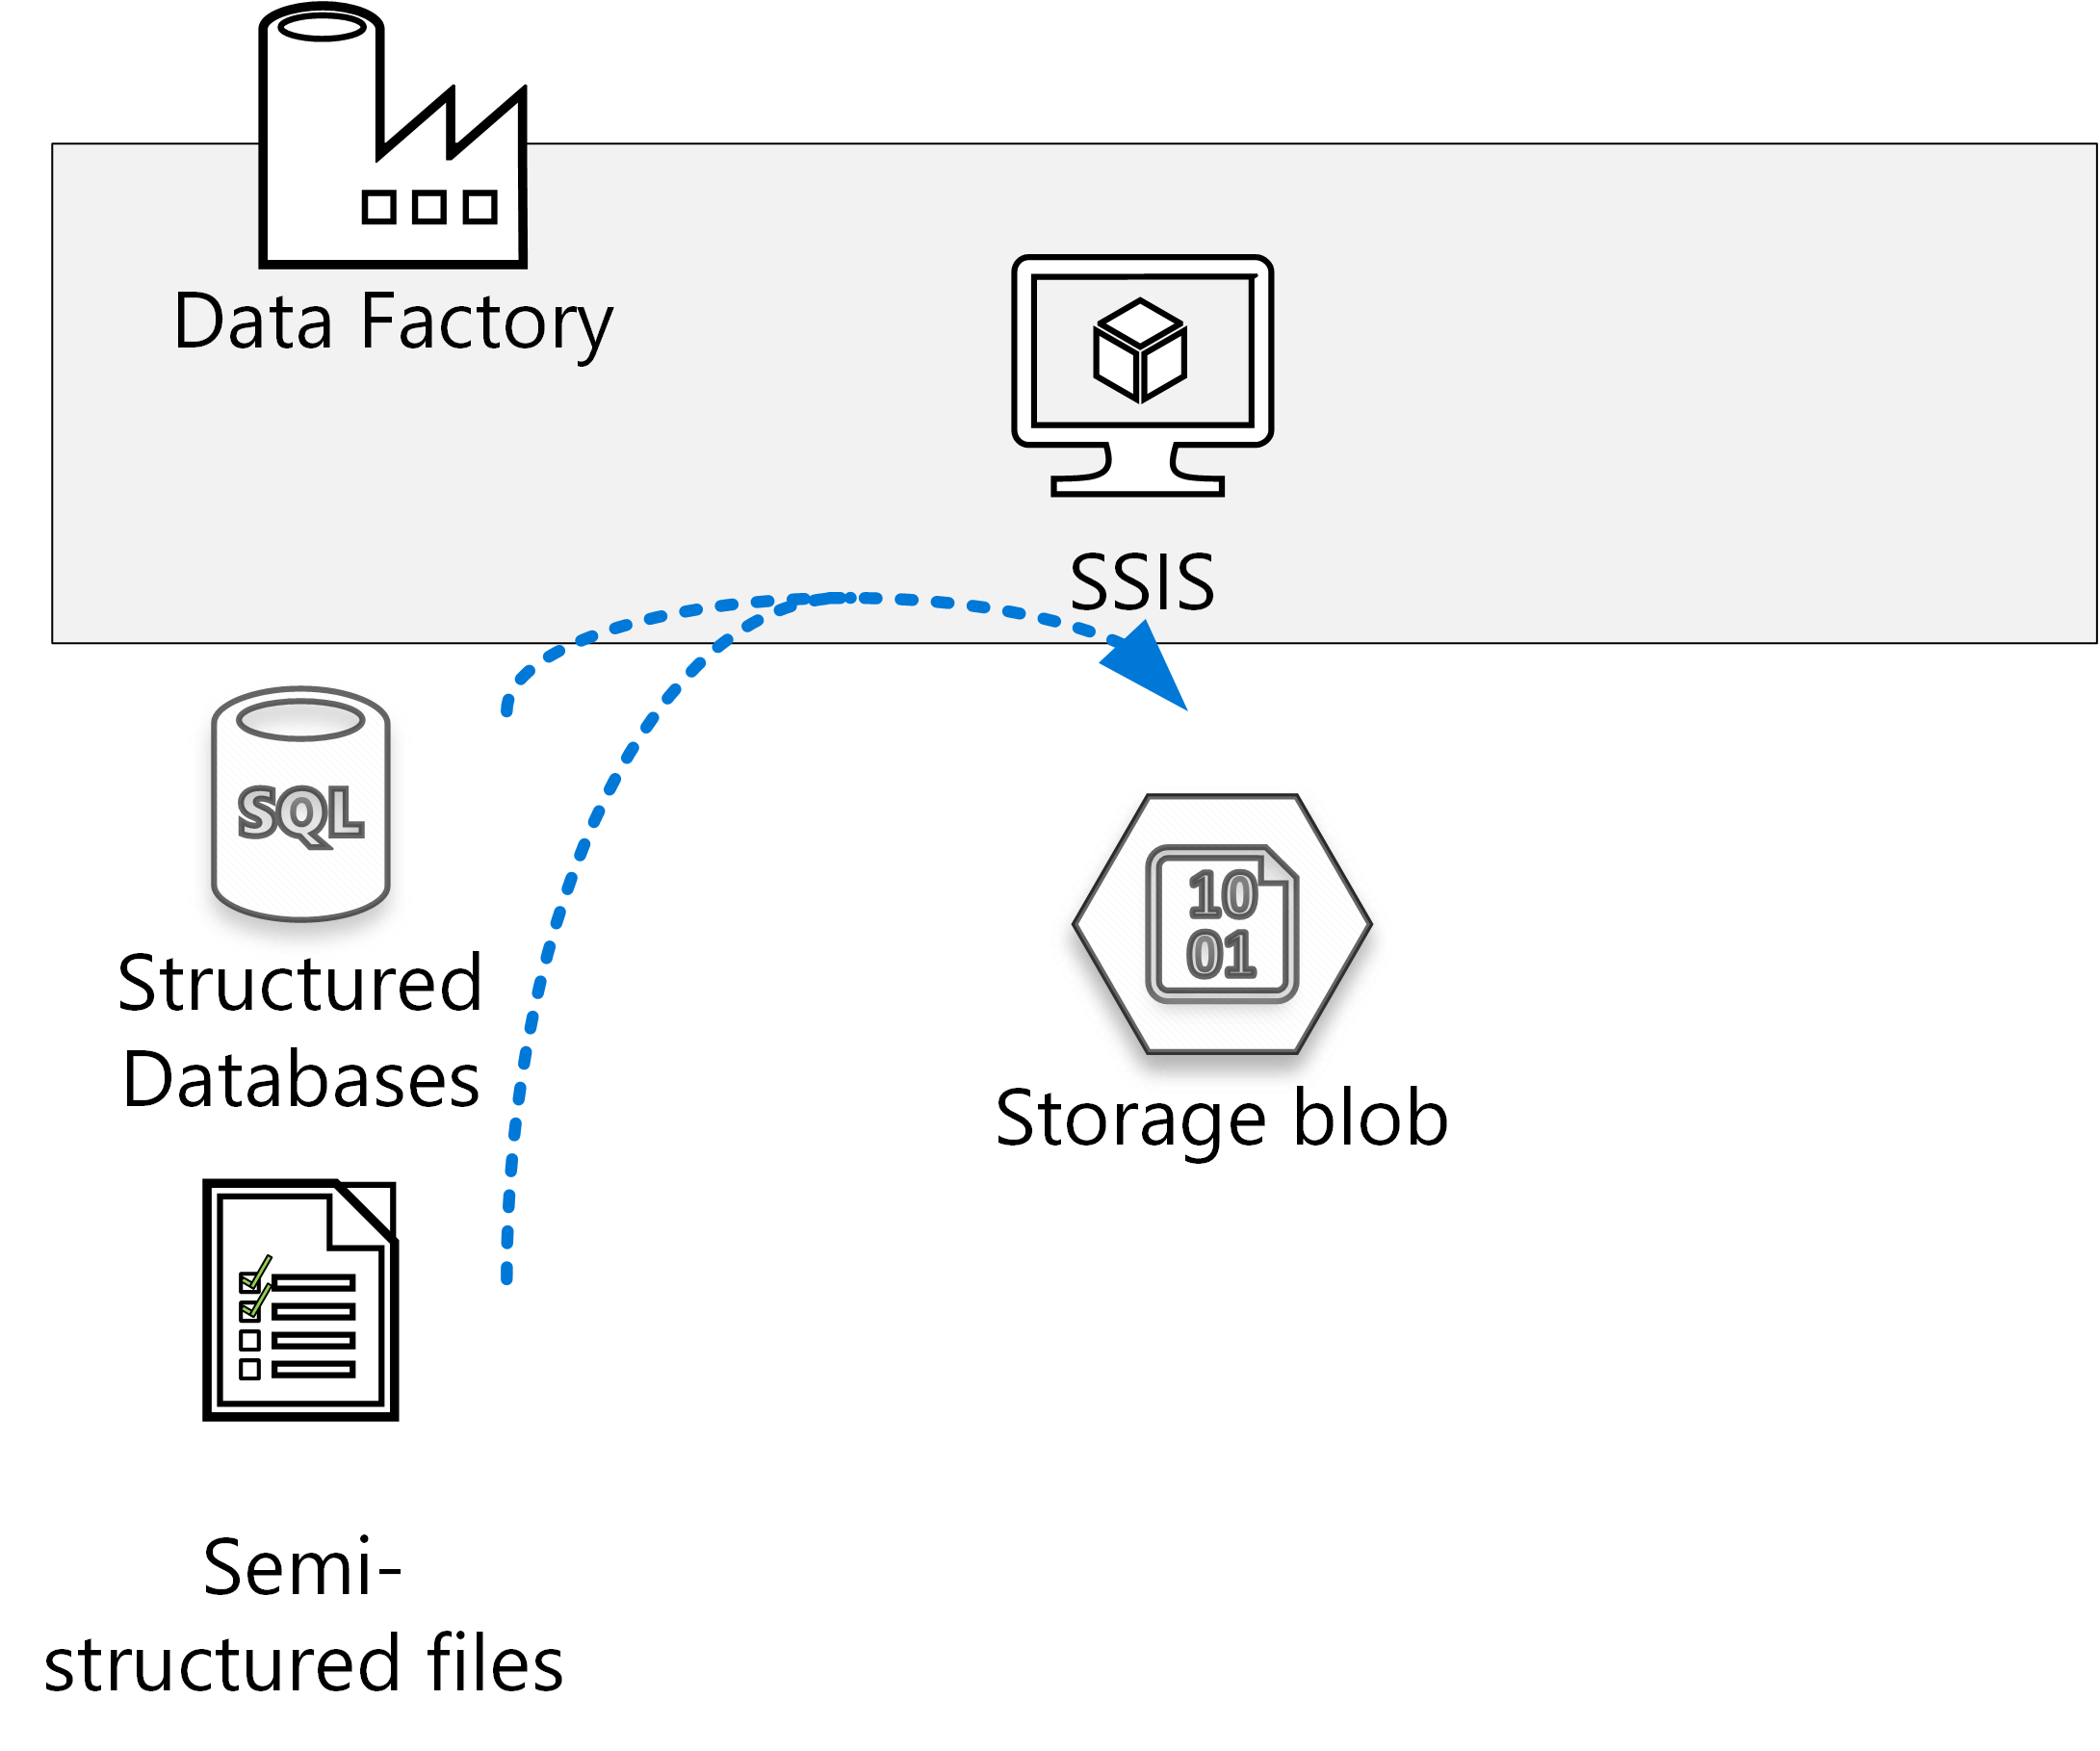 Data Factory
SSIS
SQL
Structured
Databases
10
01
Storage blob
Semi-
structured files